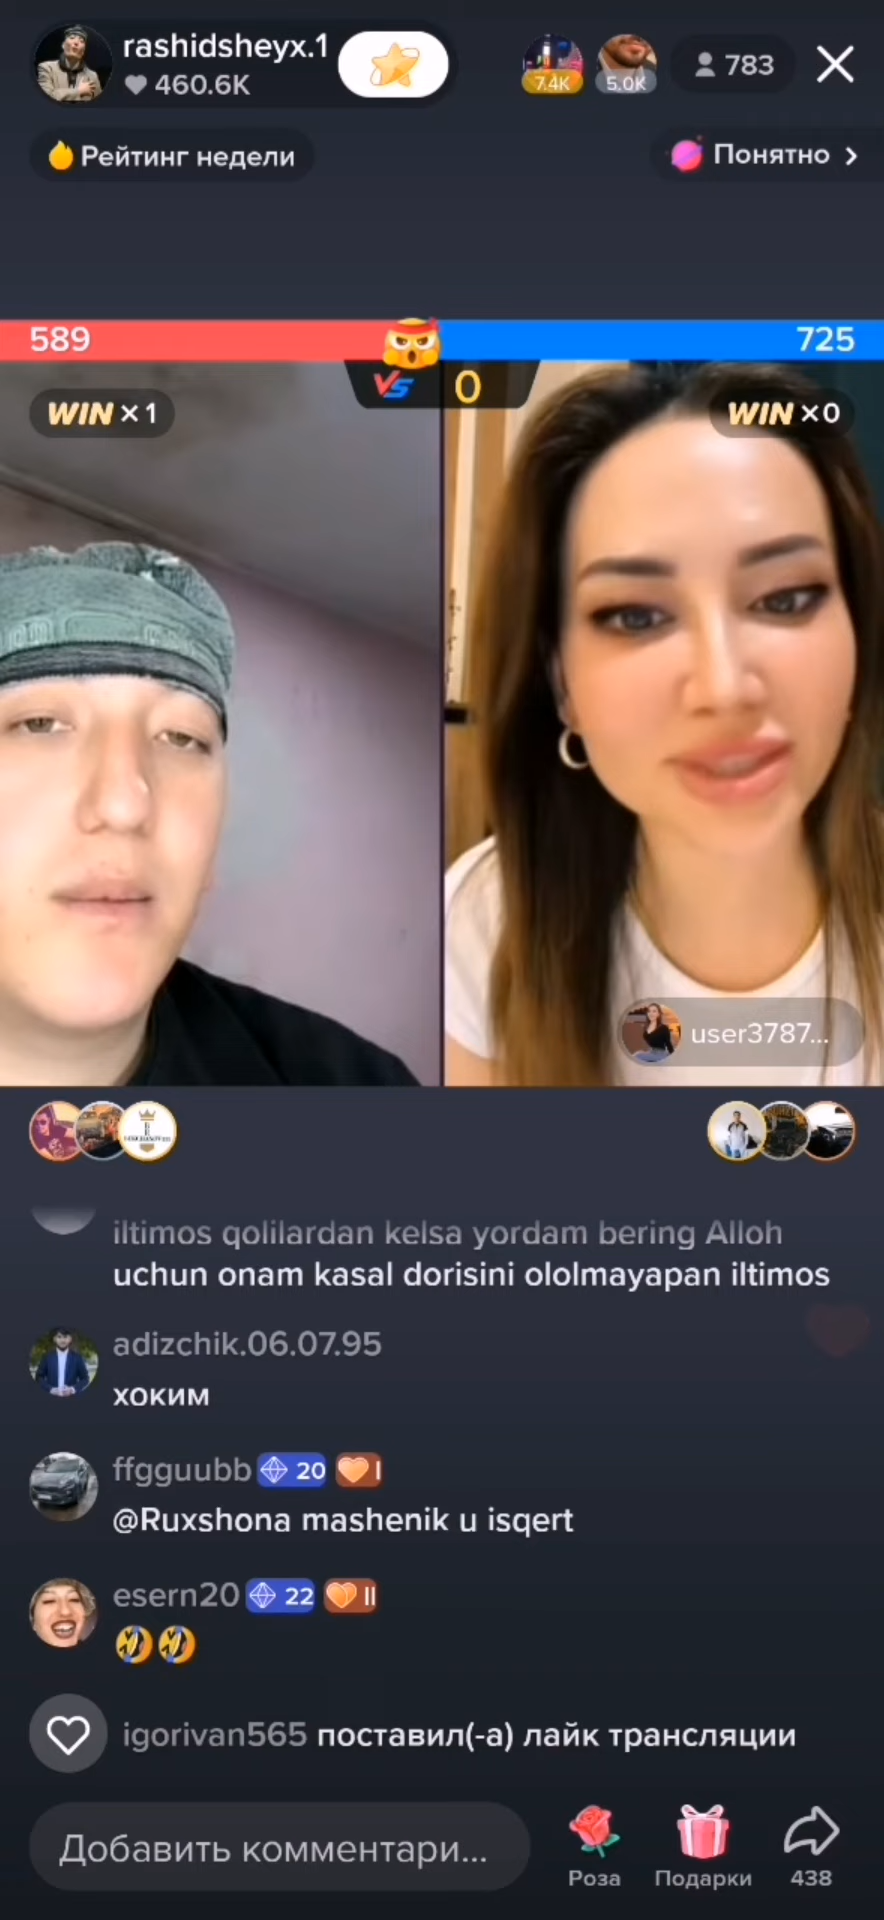 rashidsheyx.1
460.6K
7.4K
5.0K
783
Рейтинг недели
Понятно
589
725
VS
0
WIN × 1
WIN × 0
user3787...
iltimos qolilardan kelsa yordam bering Alloh
uchun onam kasal dorisini ololmayapan iltimos
adizchik.06.07.95
хоким
ffgguubb 20 I
@Ruxshona mashenik u isqert
esern20 22 II
igorivan565 поставил(-а) лайк трансляции
Добавить комментари...
Роза
Подарки
438